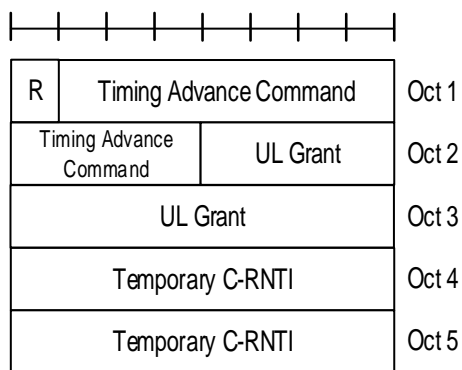 R Timing Advance Command Oct 1
Timing Advance
Command
UL Grant Oct 2
UL Grant Oct 3
Temporary C-RNTI Oct 4
Temporary C-RNTI Oct 5